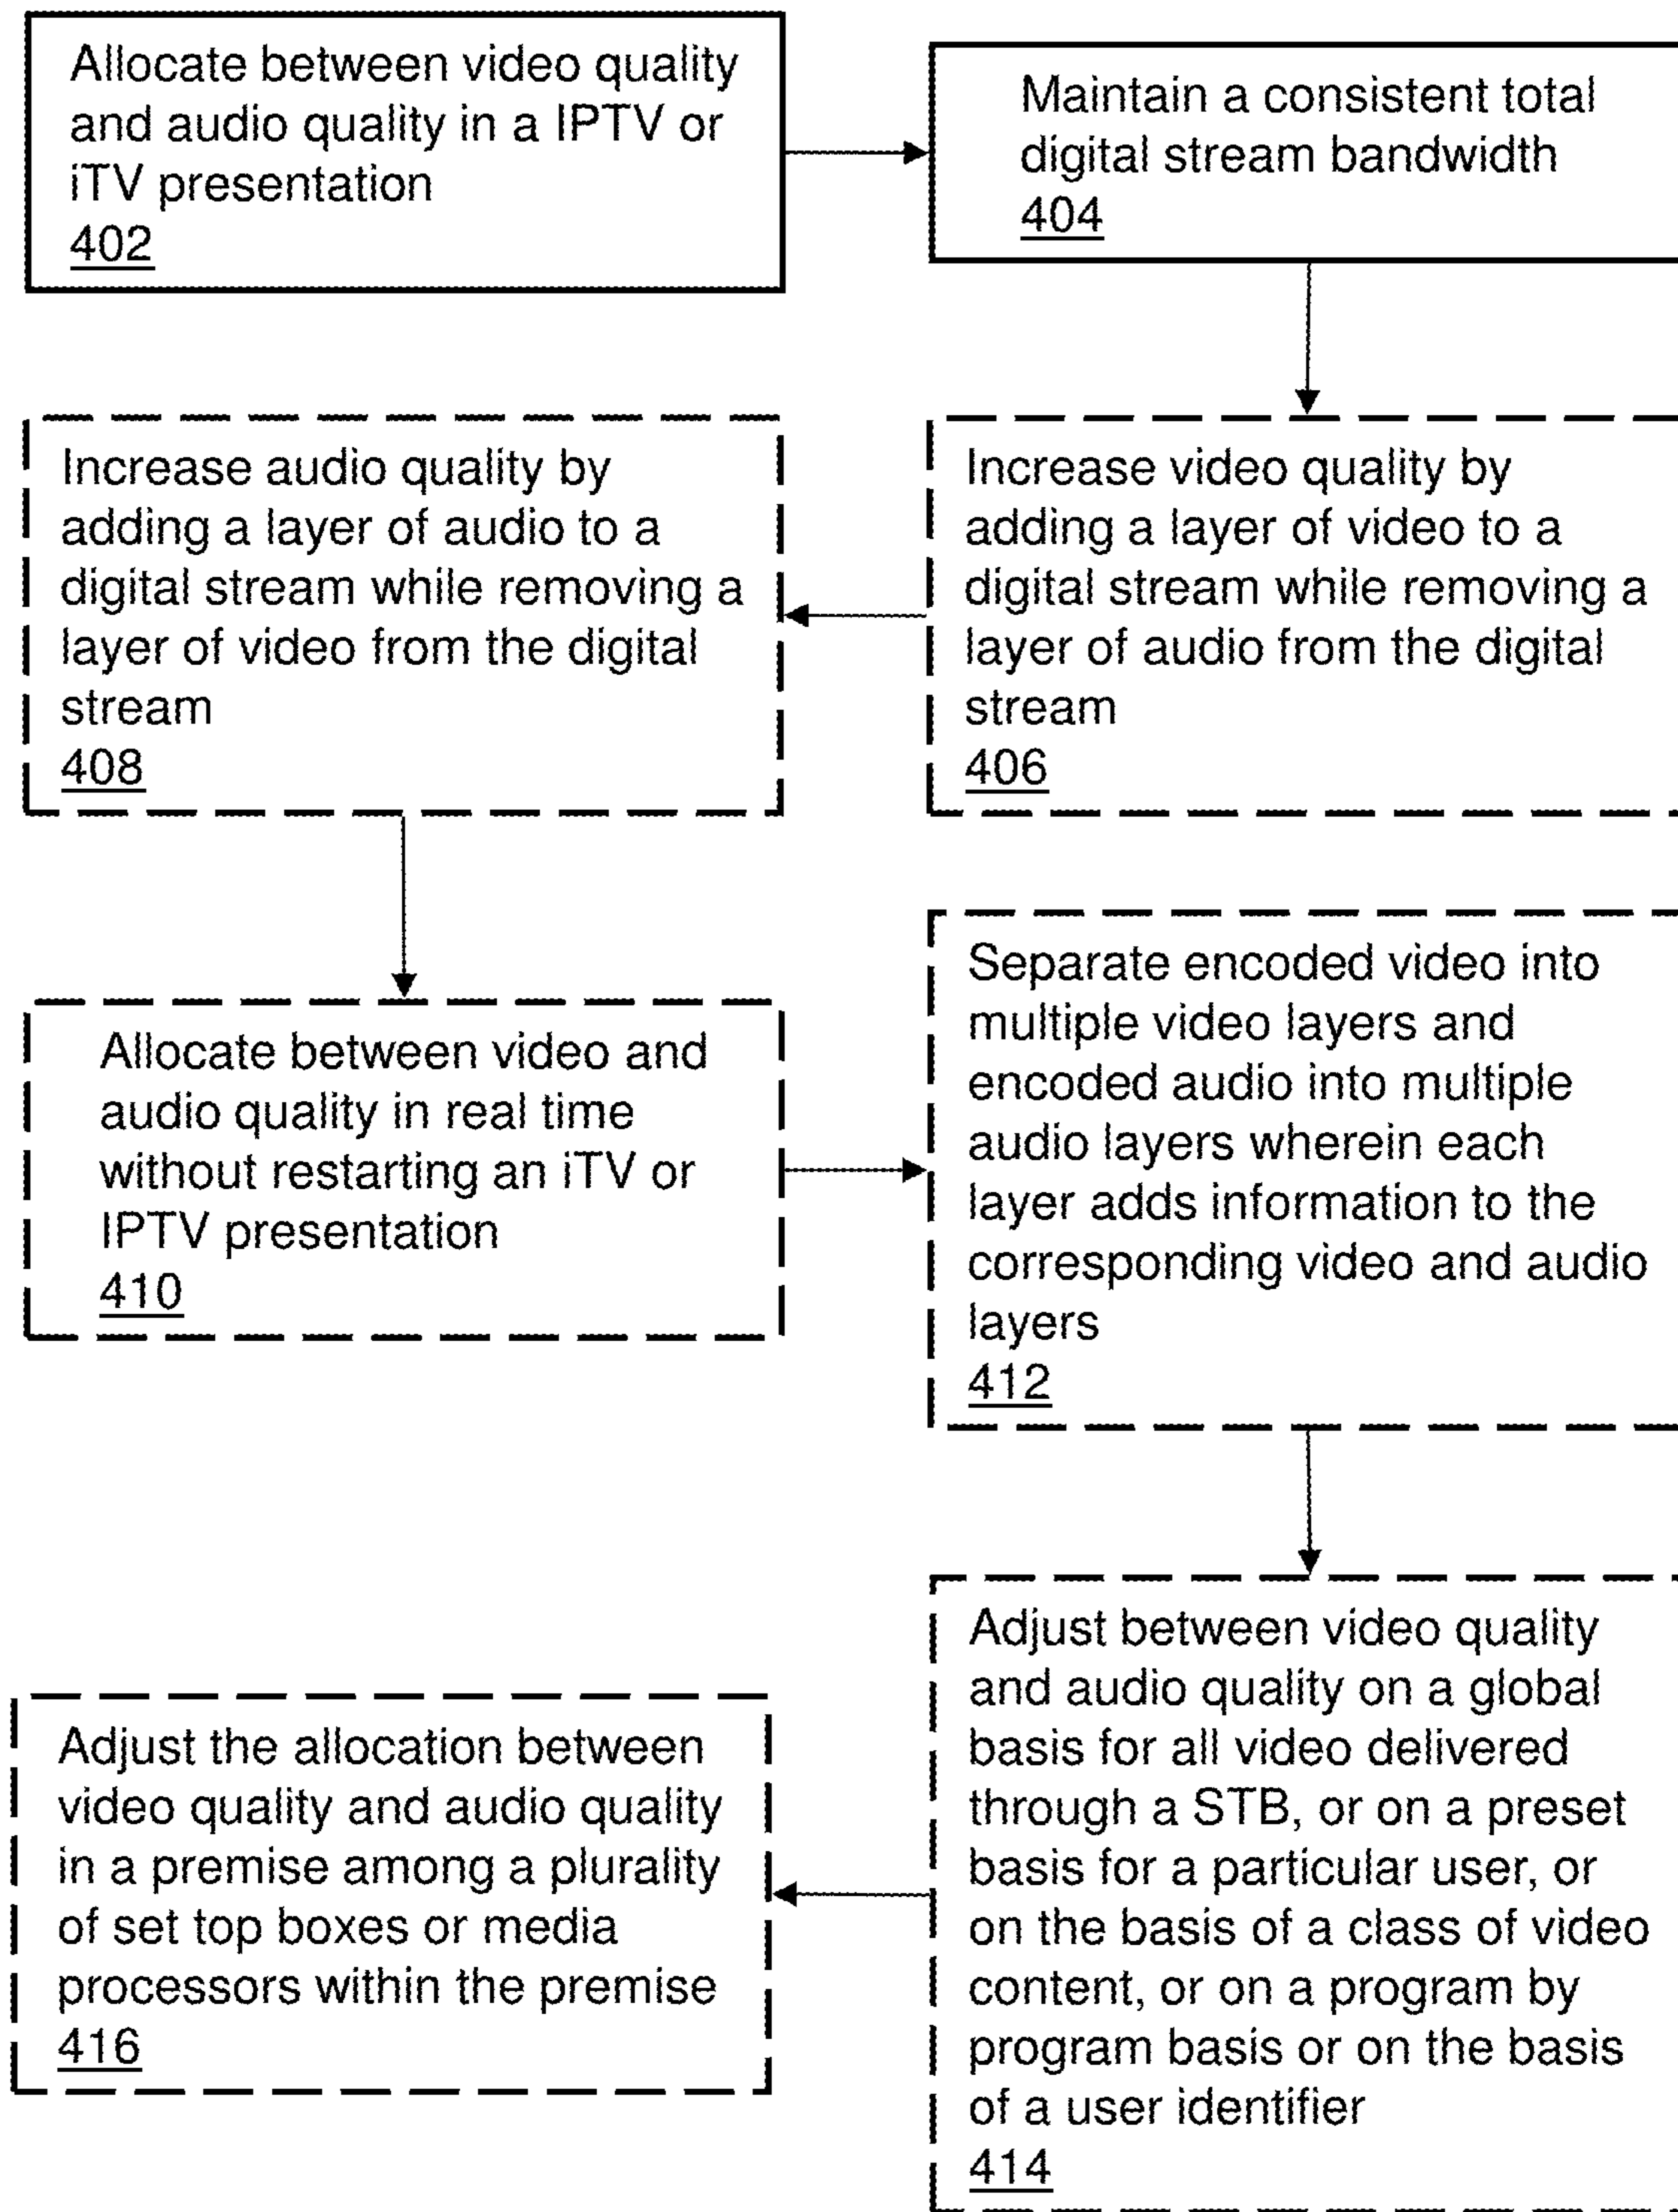 Allocate between video quality
and audio quality in a IPTV or
iTV presentation
402
Maintain a consistent total
digital stream bandwidth
404
Increase audio quality by
adding a layer of audio to a
digital stream while removing a
layer of video from the digital
stream
408
Increase video quality by
adding a layer of video to a
digital stream while removing a
layer of audio from the digital
stream
406
Allocate between video and
audio quality in real time
without restarting an iTV or
IPTV presentation
410
Separate encoded video into
multiple video layers and
encoded audio into multiple
audio layers wherein each
layer adds information to the
corresponding video and audio
layers
412
Adjust the allocation between
video quality and audio quality
in a premise among a plurality
of set top boxes or media
processors within the premise
416
Adjust between video quality
and audio quality on a global
basis for all video delivered
through a STB, or on a preset
basis for a particular user, or
on the basis of a class of video
content, or on a program by
program basis or on the basis
of a user identifier
414